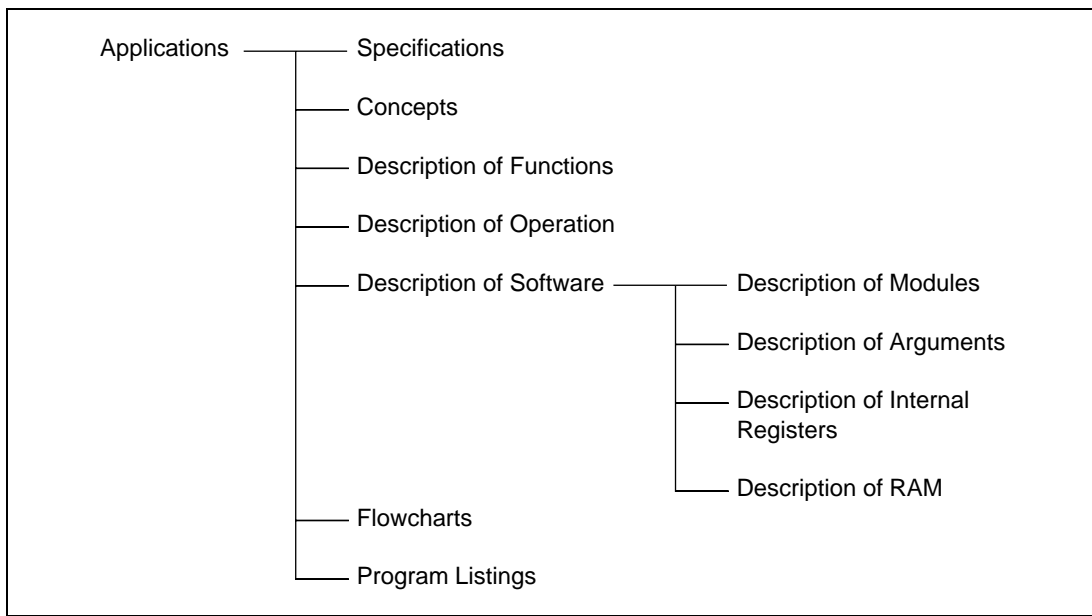 Applications
Specifications
Concepts
Description of Functions
Description of Operation
Description of Software
Description of Modules
Description of Arguments
Description of Internal
Registers
Description of RAM
Flowcharts
Program Listings